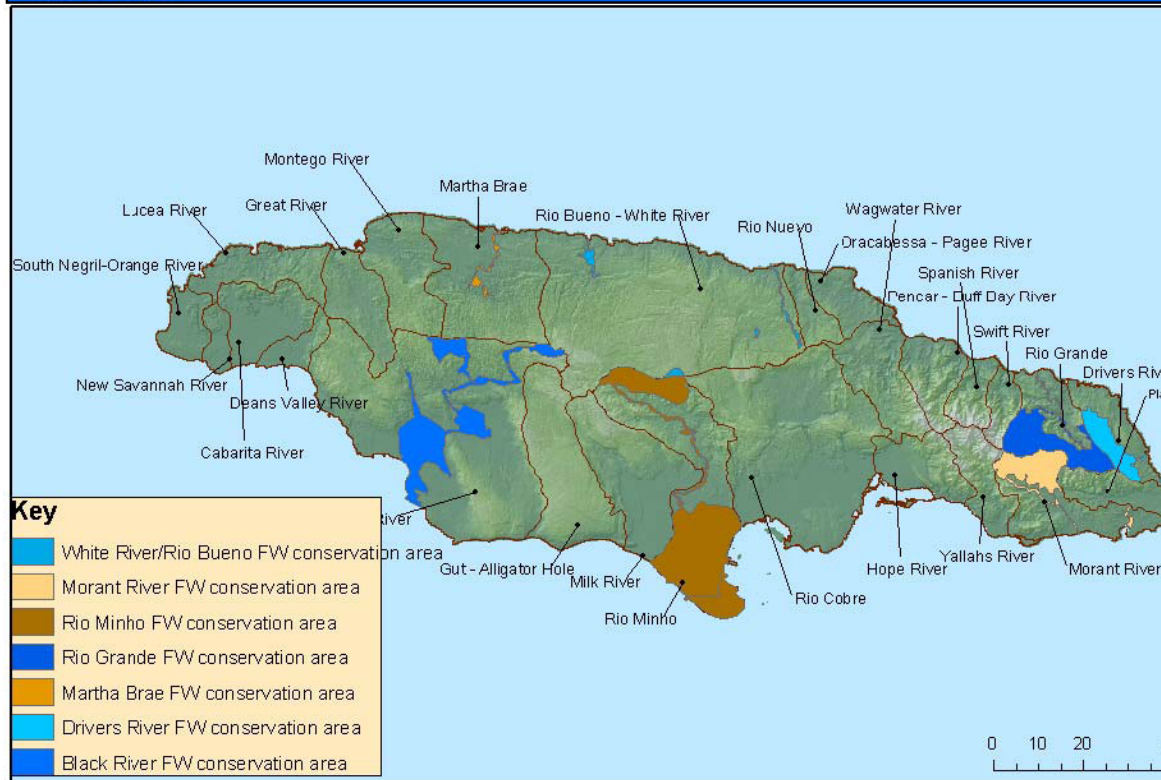 Montego River
Martha Brae
Great River
Lucea River
Rio Bueno - White River
Wagwater River
Rio Nuevo
Oracabessa - Pagee River
South Negril-Orange River
Spanish River
Pencar - Buff Bay River
Swift River
Rio Grande
Drivers Rive
Pla
New Savannah River
Deans Valley River
Cabarita River
River
Gut - Alligator Hole
Milk River
Rio Minho
Rio Cobre
Hope River
Yallahs River
Morant River
Key
White River/Rio Bueno FW conservation area
Morant River FW conservation area
Rio Minho FW conservation area
Rio Grande FW conservation area
Martha Brae FW conservation area
Drivers River FW conservation area
Black River FW conservation area
0 10 20